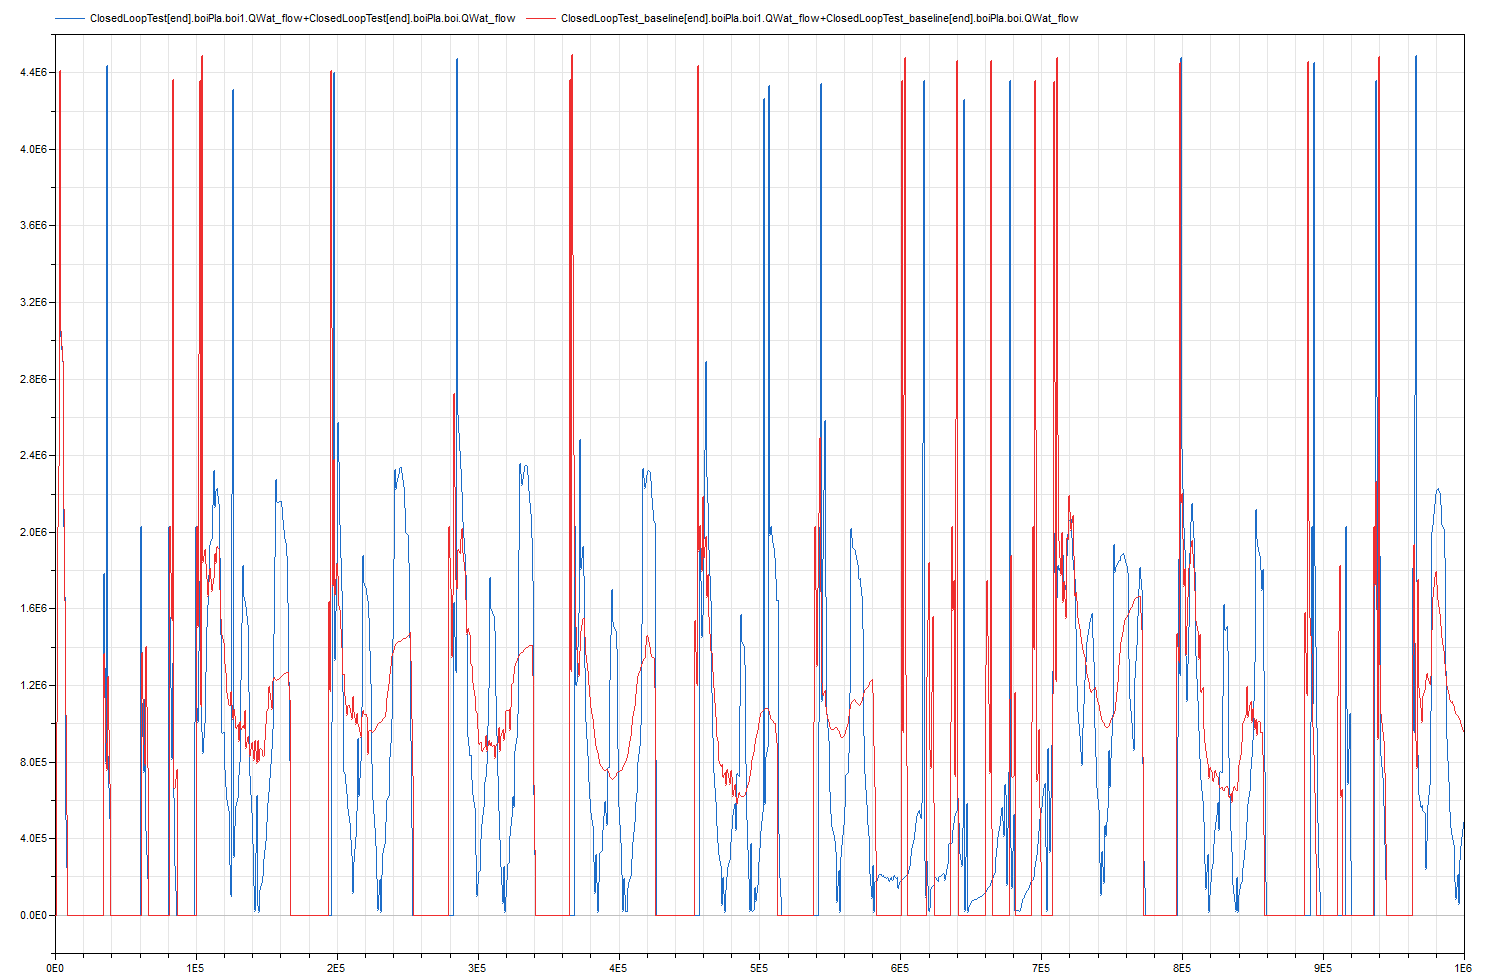 ClosedLoopTest[end].boiPla.boi1.QWat_flow+ClosedLoopTest[end].boiPla.boi.QWat_flow
ClosedLoopTest_baseline[end].boiPla.boi1.QWat_flow+ClosedLoopTest_baseline[end].boiPla.boi.QWat_flow
4.4E6
4.0E6
3.6E6
3.2E6
2.8E6
2.4E6
2.0E6
1.6E6
1.2E6
8.0E5
4.0E5
0.0E0
0E0 1E5 2E5 3E5 4E5 5E5 6E5 7E5 8E5 9E5 1E6